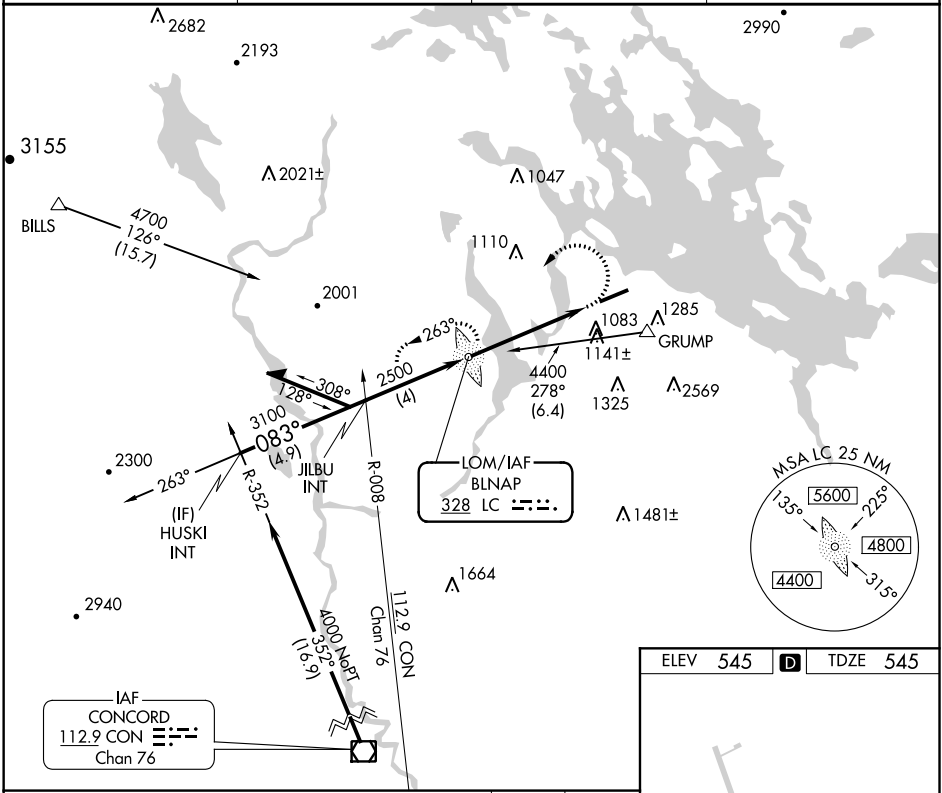 2682
2193
2990
3155
2021±
1047
BILLS
4700
126°
(15.7)
1110
2001
263°
1285
1083
GRUMP
1141±
2500
(4)
4400
278°
(6.4)
308°
128°
1325
2569
3100
083°
(4.9)
JILBU
INT
2300
263°
R-352
R-008
(IF)
HUSKI
INT
LOM/IAF
BLNAP
328 LC
1481±
MSA LC 25 NM
135°
5600
225°
4800
4400
315°
1664
2940
4000 NoPT
352°
(16.9)
112.9 CON
Chan 76
ELEV 545 D TDZE 545
IAF
CONCORD
112.9 CON
Chan 76